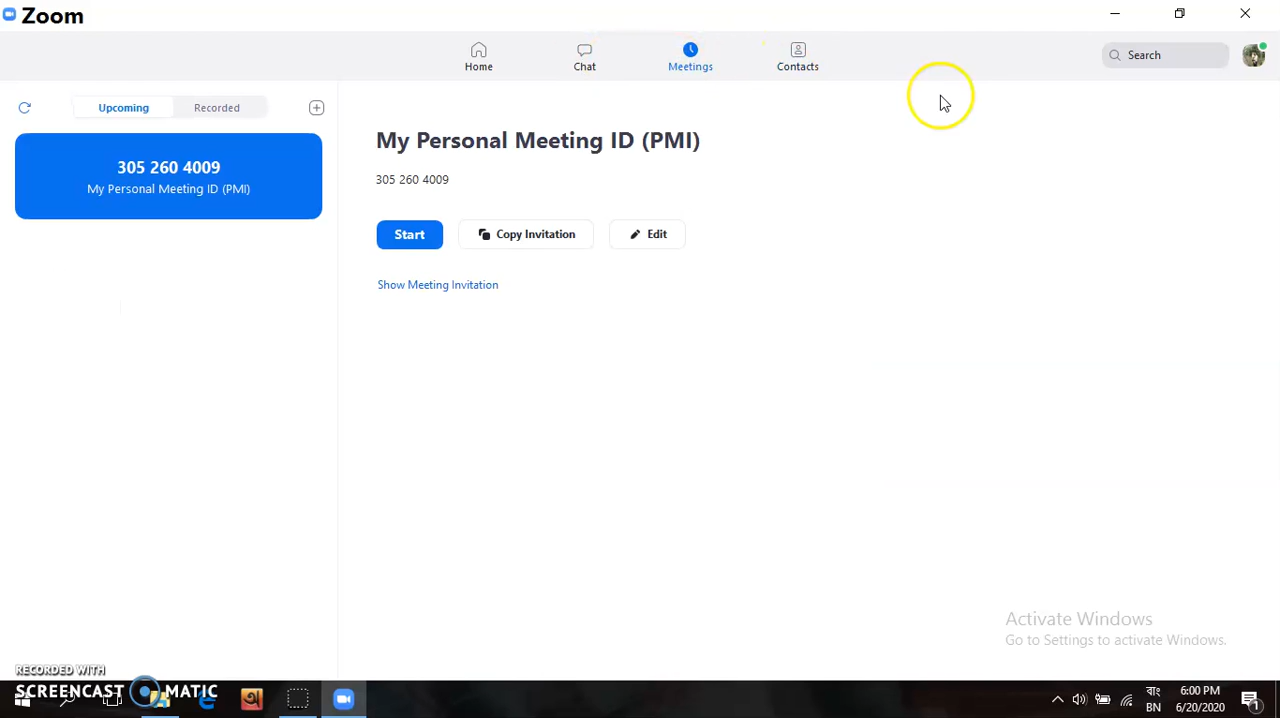 Zoom
Home
Chat
Meetings
Contacts
Search
Upcoming
Recorded
305 260 4009
My Personal Meeting ID (PMI)
My Personal Meeting ID (PMI)
305 260 4009
Start
Copy Invitation
Edit
Show Meeting Invitation
Activate Windows
Go to Settings to activate Windows.
RECORDED WITH
SCREENCAST MATIC
অ
বাং
BN
6:00 PM
6/20/2020
1